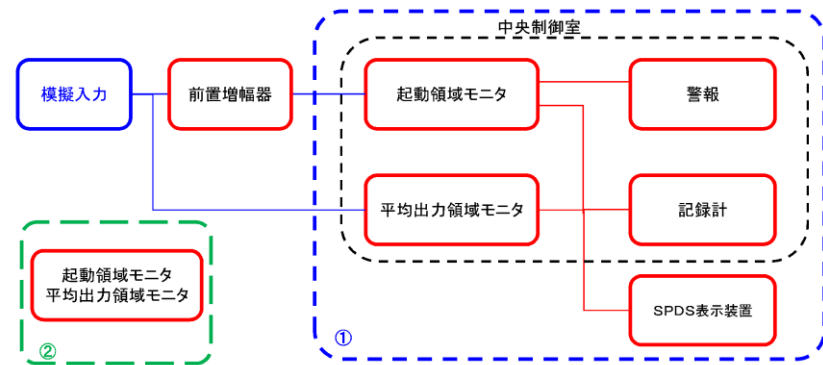 中央制御室
模擬入力
前置増幅器
起動領域モニタ
警報
平均出力領域モニタ
記録計
起動領域モニタ
平均出力領域モニタ
SPDS表示装置
①
②